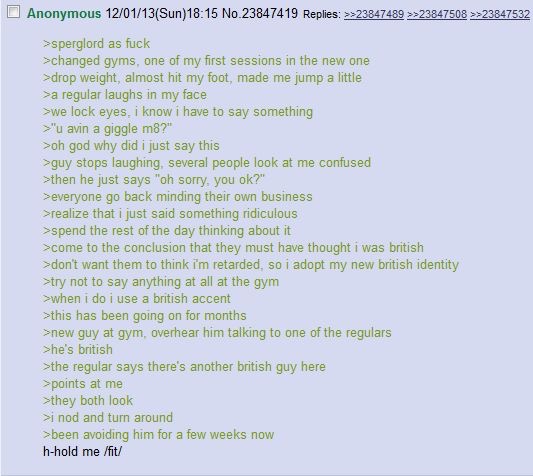 Anonymous 12/01/13(Sun)18:15 No.23847419 Replies: >>23847489 >>23847508 >>23847532
>sperglord as fuck
>changed gyms, one of my first sessions in the new one
>drop weight, almost hit my foot, made me jump a little
>a regular laughs in my face
>we lock eyes, i know i have to say something
>"u avin a giggle m8?"
>oh god why did i just say this
>guy stops laughing, several people look at me confused
>then he just says "oh sorry, you ok?"
>everyone go back minding their own business
>realize that i just said something ridiculous
>spend the rest of the day thinking about it
>come to the conclusion that they must have thought i was british
>don't want them to think i'm retarded, so i adopt my new british identity
>try not to say anything at all at the gym
>when i do i use a british accent
>this has been going on for months
>new guy at gym, overhear him talking to one of the regulars
>he's british
>the regular says there's another british guy here
>points at me
>they both look
>i nod and turn around
>been avoiding him for a few weeks now
h-hold me /fit/